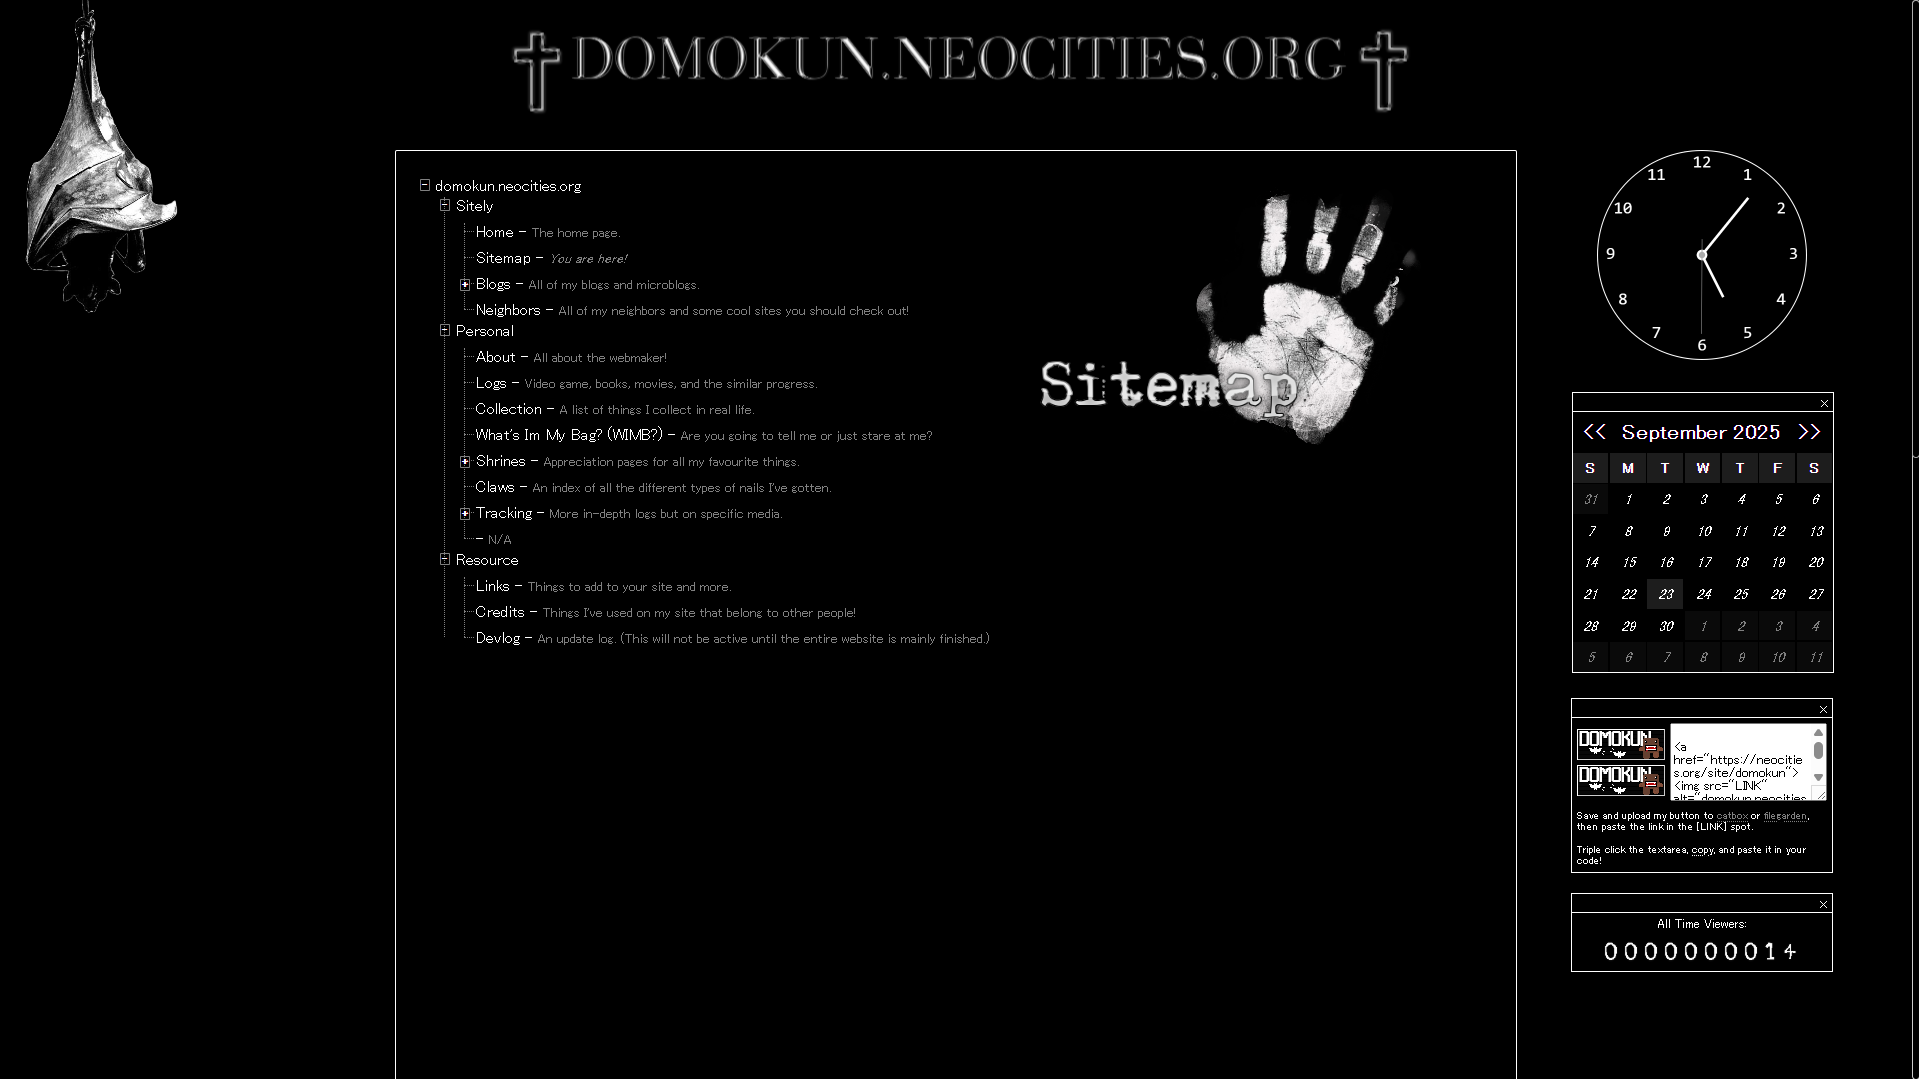 DOMOKUN.NEOCITIES.ORG
domokun.neocities.org
Sitely
Home - The home page.
Sitemap - You are here!
Blogs - All of my blogs and microblogs.
Neighbors - All of my neighbors and some cool sites you should check out!
Personal
About - All about the webmaker!
Logs - Video game, books, movies, and the similar progress.
Collection - A list of things I collect in real life.
What's Im My Bag? (WIMB?) - Are you going to tell me or just stare at me?
Shrines - Appreciation pages for all my favourite things.
Claws - An index of all the different types of nails I've gotten.
Tracking - More in-depth logs but on specific media.
- N/A
Resource
Links - Things to add to your site and more.
Credits - Things I've used on my site that belong to other people!
Devlog - An update log. (This will not be active until the entire website is mainly finished.)
Sitemap
12
1
2
3
4
5
6
7
8
9
10
11
<< September 2025 >>
S M T W T F S
31 1 2 3 4 5 6
7 8 9 10 11 12 13
14 15 16 17 18 19 20
21 22 23 24 25 26 27
28 29 30 1 2 3 4
5 6 7 8 9 10 11
DOMOKUN
DOMOKUN
<a
href="https://neocitie
s.org/site/domokun">
<img src="LINK"
alt="domokun.neocities
Save and upload my button to catbox or filegarden,
then paste the link in the [LINK] spot.
Triple click the textarea, copy, and paste it in your
code!
All Time Viewers:
0000000014